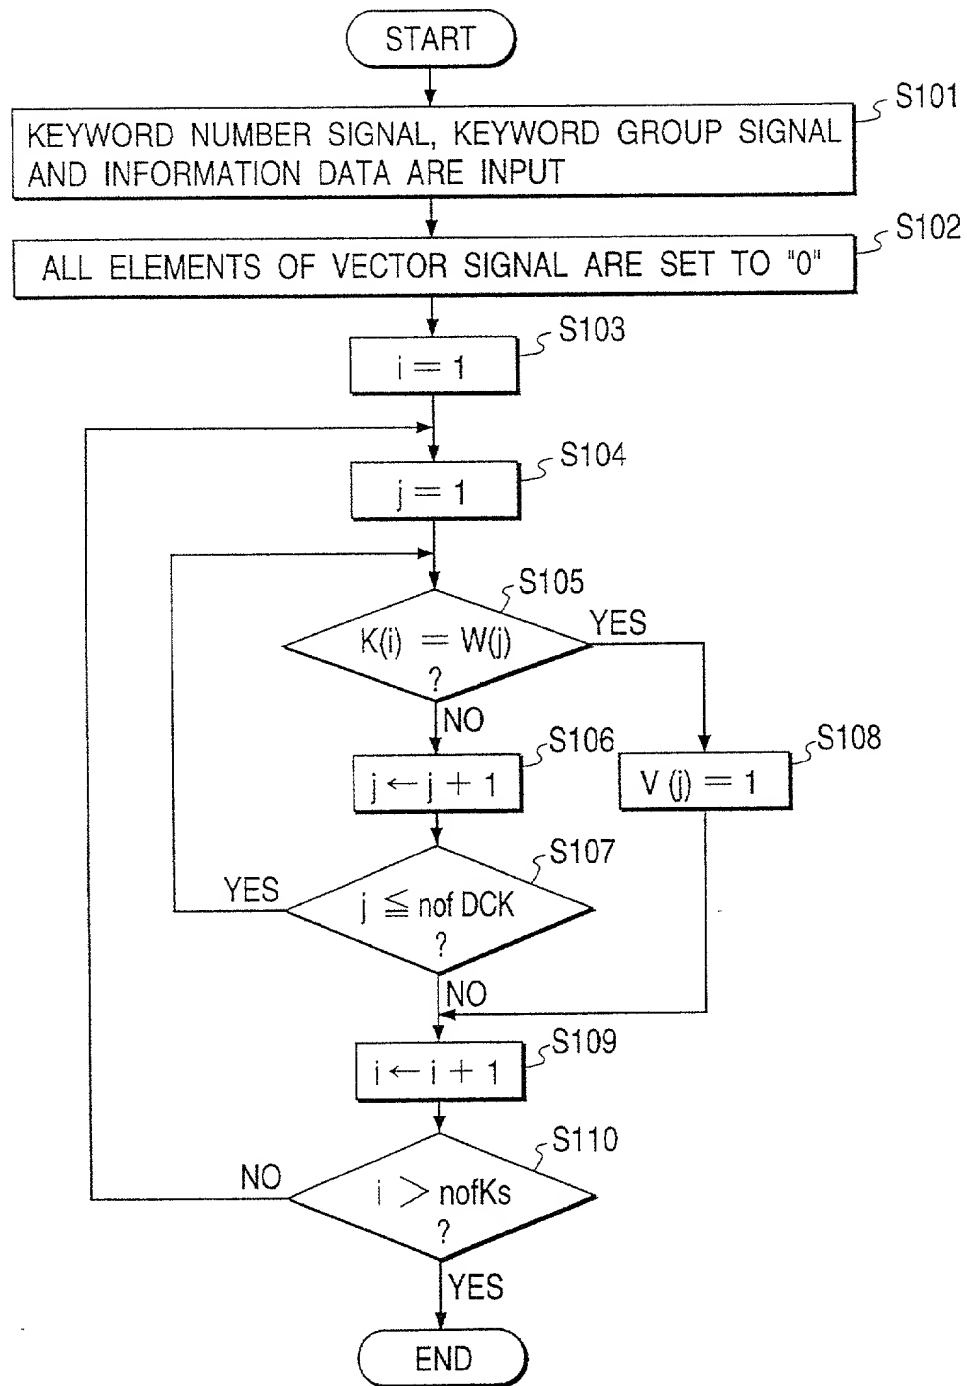 START
S101
KEYWORD NUMBER SIGNAL, KEYWORD GROUP SIGNAL
AND INFORMATION DATA ARE INPUT
S102
ALL ELEMENTS OF VECTOR SIGNAL ARE SET TO "0"
S103
i = 1
S104
j = 1
S105
K(i) = W(j)
?
YES
NO
S106
j ← j + 1
S108
V (j) = 1
S107
j ≦ nof DCK
?
YES
NO
S109
i ← i + 1
S110
i > nofKs
?
NO
YES
END